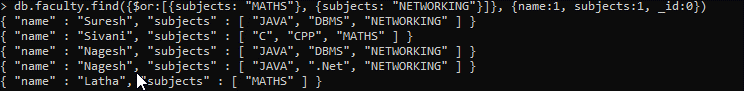 > db.faculty.find({$or:[{subjects: "MATHS"}, {subjects: "NETWORKING"}]}, {name:1, subjects:1, _id:0})
{ "name" : "Suresh", "subjects" : [ "JAVA", "DBMS", "NETWORKING" ] }
{ "name" : "Sivani", "subjects" : [ "C", "CPP", "MATHS" ] }
{ "name" : "Nagesh", "subjects" : [ "JAVA", "DBMS", "NETWORKING" ] }
{ "name" : "Nagesh", "subjects" : [ "JAVA", ".Net", "NETWORKING" ] }
{ "name" : "Latha", "subjects" : [ "MATHS" ] }